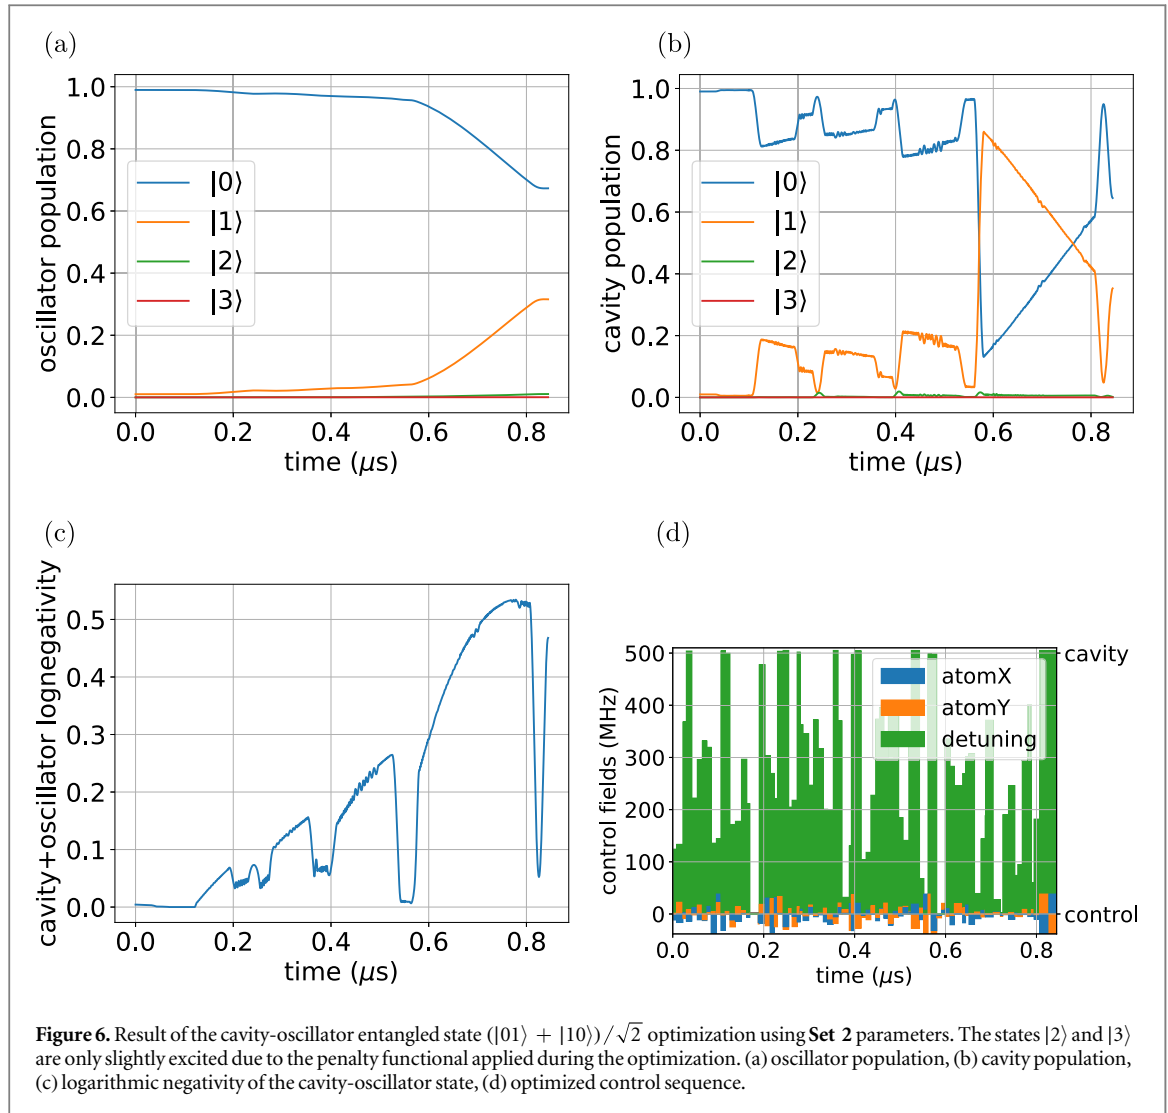 (a)
1.0
0.8
0.6
0.4
0.2
0.0
oscillator population
|0⟩
|1⟩
|2⟩
|3⟩
0.0 0.2 0.4 0.6 0.8
time (μs)
(b)
1.0
0.8
0.6
0.4
0.2
0.0
cavity population
|0⟩
|1⟩
|2⟩
|3⟩
0.0 0.2 0.4 0.6 0.8
time (μs)
(c)
0.5
0.4
0.3
0.2
0.1
0.0
cavity+oscillator lognegativity
0.0 0.2 0.4 0.6 0.8
time (μs)
(d)
500
400
300
200
100
0
control fields (MHz)
atomX
atomY
detuning
cavity
control
0.0 0.2 0.4 0.6 0.8
time (μs)
Figure 6. Result of the cavity-oscillator entangled state (|01⟩ + |10⟩)/√2 optimization using Set 2 parameters. The states |2⟩ and |3⟩
are only slightly excited due to the penalty functional applied during the optimization. (a) oscillator population, (b) cavity population,
(c) logarithmic negativity of the cavity-oscillator state, (d) optimized control sequence.